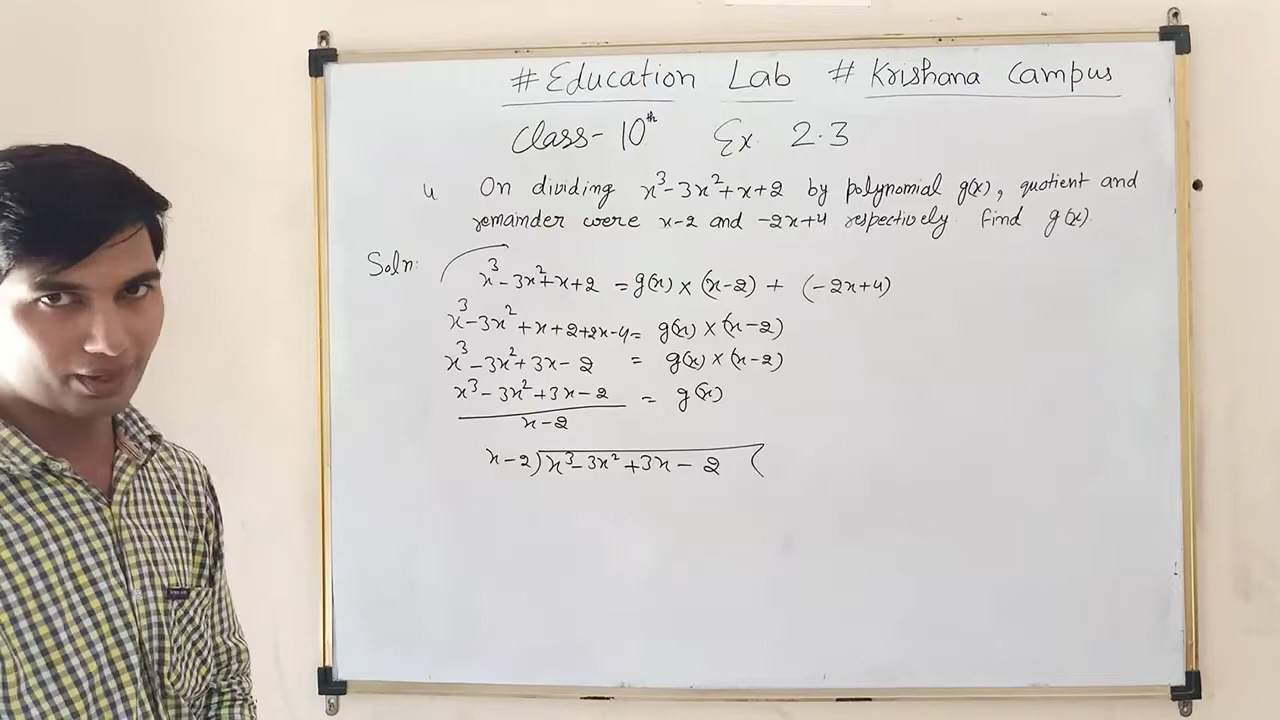 # Education Lab # Krishana Campus
Class- 10th Ex. 2.3
4 On dividing x³-3x²+x+2 by polynomial g(x), quotient and
remainder were x-2 and -2x+4 respectively. find g(x).
Soln:
x³-3x²+x+2 = g(x) × (x-2) + (-2x+4)
x³-3x²+x+2+2x-4 = g(x) × (x-2)
x³-3x²+3x-2 = g(x) × (x-2)
x³-3x²+3x-2 = g(x)
x-2
x-2)x³-3x²+3x-2(